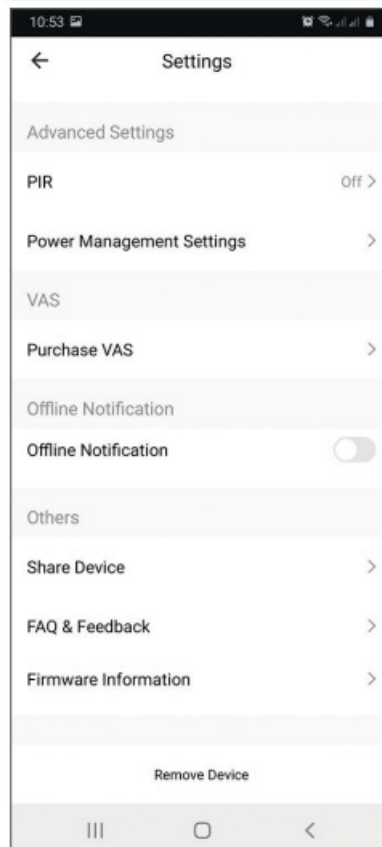 10:53
Settings
Advanced Settings
PIR Off
Power Management Settings
VAS
Purchase VAS
Offline Notification
Offline Notification
Others
Share Device
FAQ & Feedback
Firmware Information
Remove Device